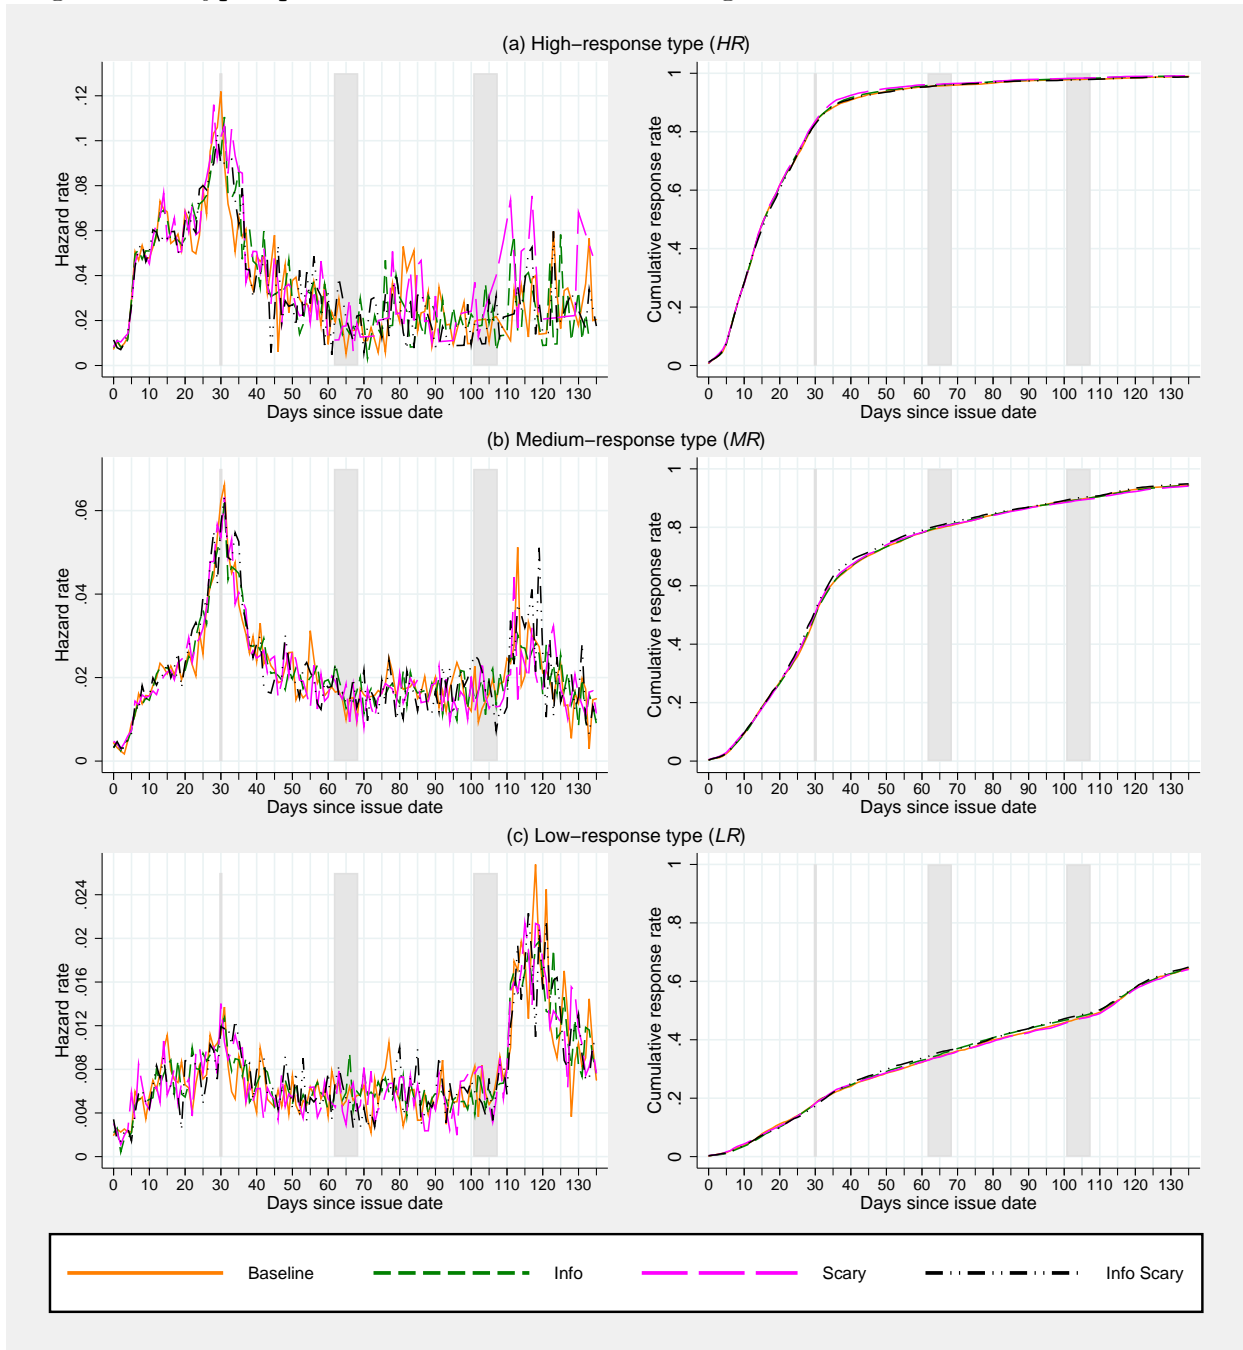 (a) High−response type (HR)
Hazard rate
0 .02 .04 .06 .08 .1 .12
0 10 20 30 40 50 60 70 80 90 100 110 120 130
Days since issue date
Cumulative response rate
0 .2 .4 .6 .8 1
0 10 20 30 40 50 60 70 80 90 100 110 120 130
Days since issue date
(b) Medium−response type (MR)
Hazard rate
0 .02 .04 .06
0 10 20 30 40 50 60 70 80 90 100 110 120 130
Days since issue date
Cumulative response rate
0 .2 .4 .6 .8 1
0 10 20 30 40 50 60 70 80 90 100 110 120 130
Days since issue date
(c) Low−response type (LR)
Hazard rate
0 .004 .008 .012 .016 .02 .024
0 10 20 30 40 50 60 70 80 90 100 110 120 130
Days since issue date
Cumulative response rate
0 .2 .4 .6 .8 1
0 10 20 30 40 50 60 70 80 90 100 110 120 130
Days since issue date
Baseline Info Scary Info Scary